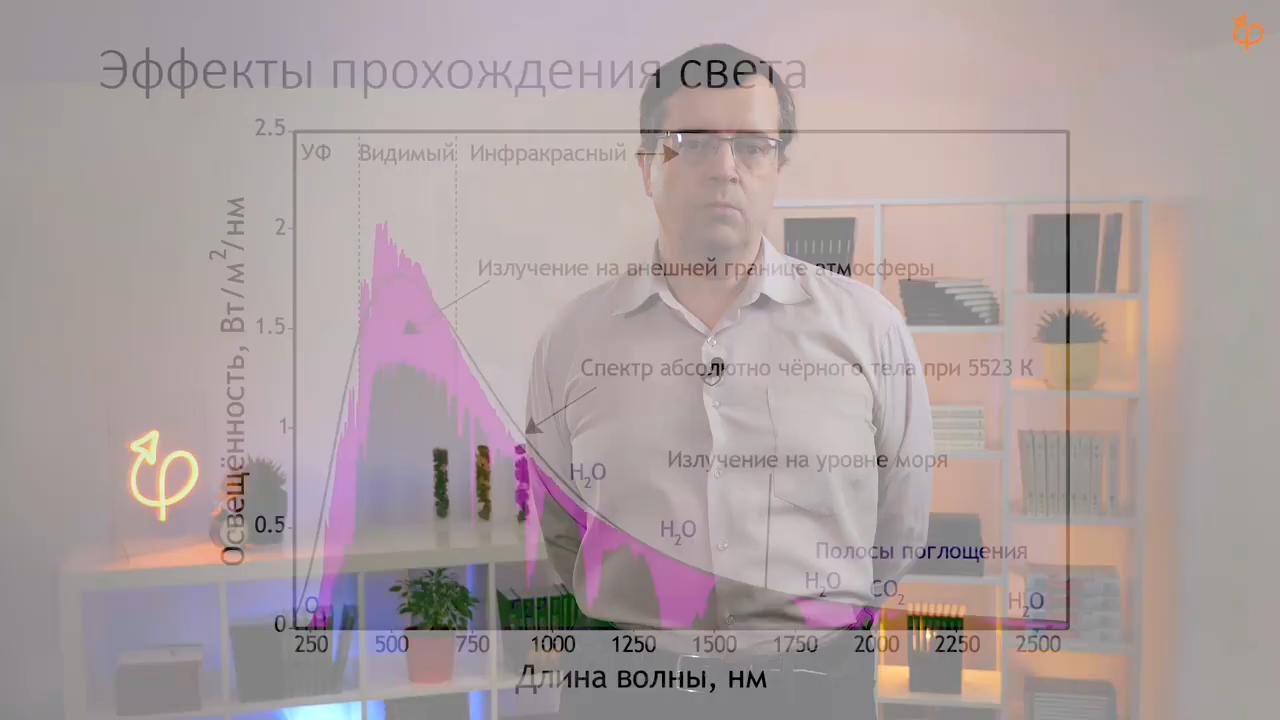 Эффекты прохождения света
2.5
УФ
Видимый
Инфракрасный
2
Освещённость, Вт/м²/нм
Излучение на внешней границе атмосферы
1.5
Спектр абсолютно чёрного тела при 5523 К
1
Излучение на уровне моря
H₂O
0.5
H₂O
Полосы поглощения
H₂O
CO₂
H₂O
0
250 500 750 1000 1250 1500 1750 2000 2250 2500
Длина волны, нм